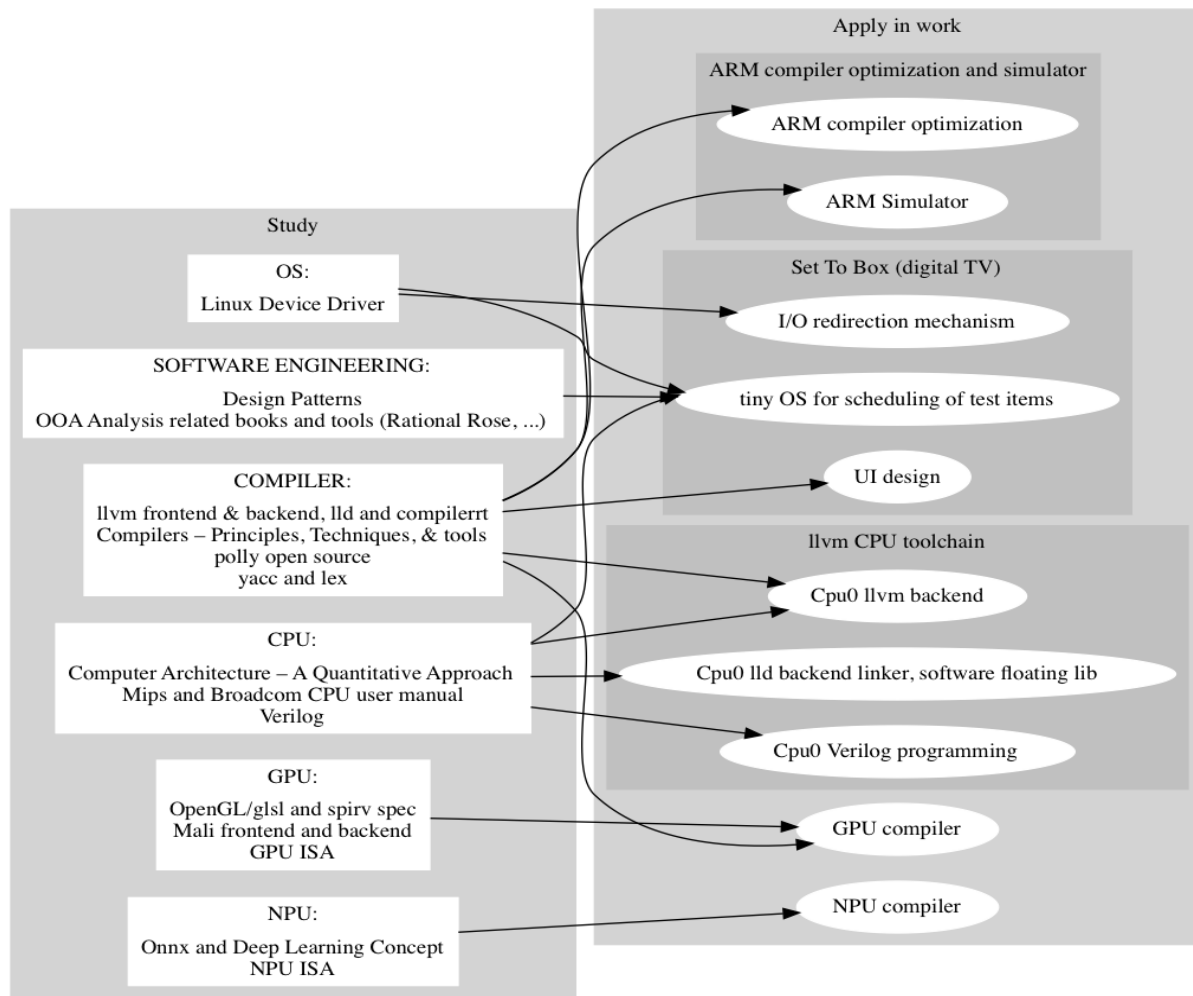 Study
OS:
Linux Device Driver
SOFTWARE ENGINEERING:
Design Patterns
OOA Analysis related books and tools (Rational Rose, ...)
COMPILER:
llvm frontend & backend, lld and compilerrt
Compilers – Principles, Techniques, & tools
polly open source
yacc and lex
CPU:
Computer Architecture – A Quantitative Approach
Mips and Broadcom CPU user manual
Verilog
GPU:
OpenGL/glsl and spirv spec
Mali frontend and backend
GPU ISA
NPU:
Onnx and Deep Learning Concept
NPU ISA
Apply in work
ARM compiler optimization and simulator
ARM compiler optimization
ARM Simulator
Set To Box (digital TV)
I/O redirection mechanism
tiny OS for scheduling of test items
UI design
llvm CPU toolchain
Cpu0 llvm backend
Cpu0 lld backend linker, software floating lib
Cpu0 Verilog programming
GPU compiler
NPU compiler